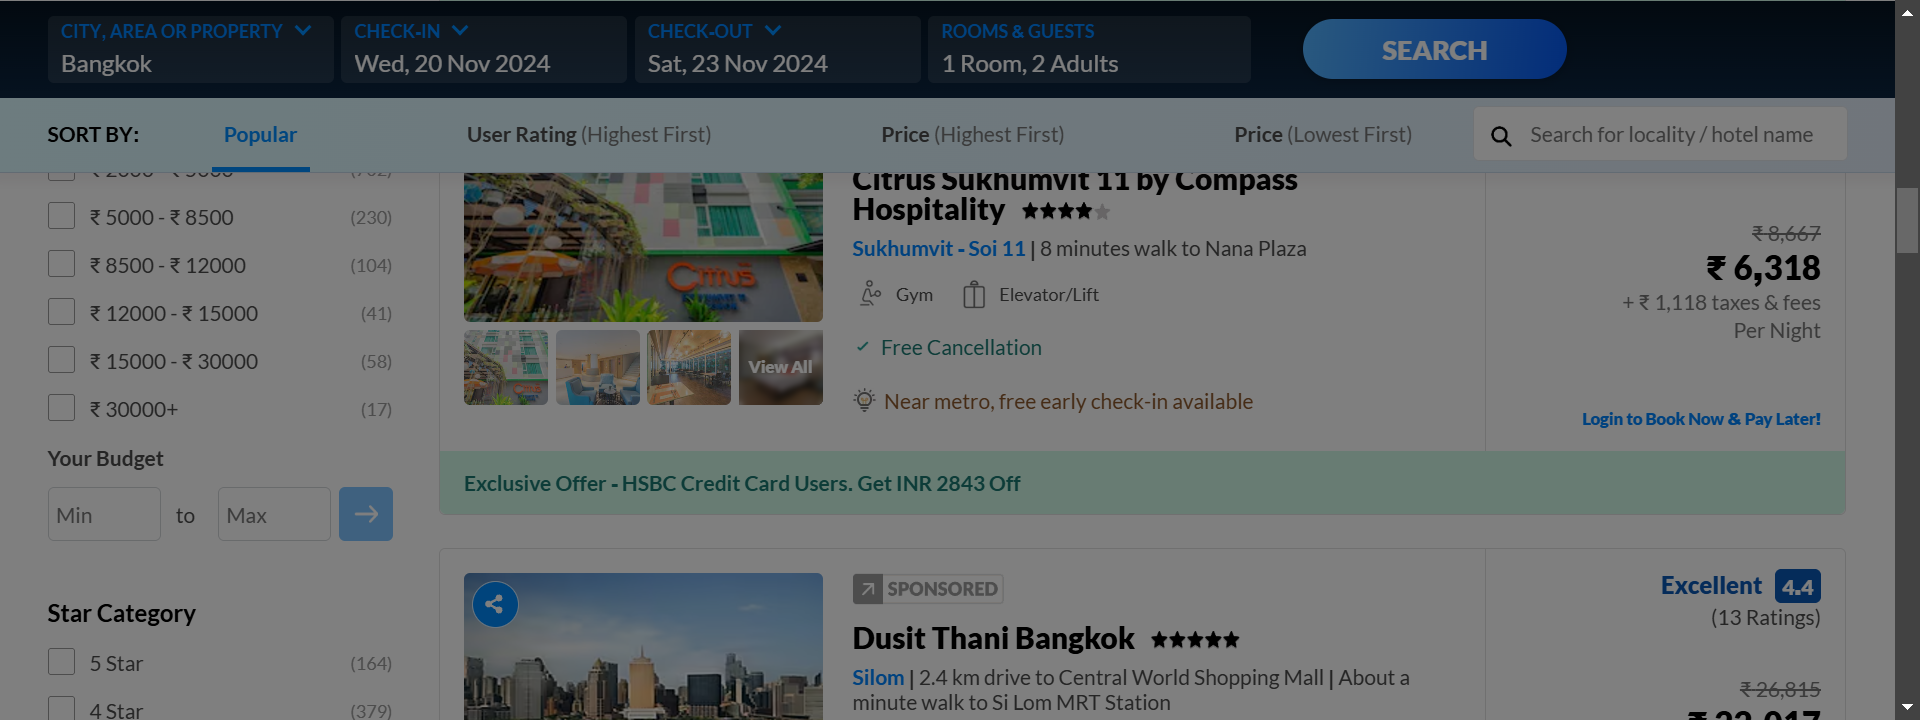 CITY, AREA OR PROPERTY
Bangkok
CHECK-IN
Wed, 20 Nov 2024
CHECK-OUT
Sat, 23 Nov 2024
ROOMS & GUESTS
1 Room, 2 Adults
SEARCH
SORT BY:
Popular
User Rating (Highest First)
Price (Highest First)
Price (Lowest First)
Search for locality / hotel name
₹ 5000 - ₹ 8500 (230)
₹ 8500 - ₹ 12000 (104)
₹ 12000 - ₹ 15000 (41)
₹ 15000 - ₹ 30000 (58)
₹ 30000+ (17)
Your Budget
Min to Max
Star Category
5 Star (164)
4 Star (379)
Citrus
View All
Citrus Sukhumvit 11 by Compass
Hospitality
Sukhumvit - Soi 11 | 8 minutes walk to Nana Plaza
Gym
Elevator/Lift
Free Cancellation
Near metro, free early check-in available
₹ 8,667
₹ 6,318
+ ₹ 1,118 taxes & fees
Per Night
Login to Book Now & Pay Later!
Exclusive Offer - HSBC Credit Card Users. Get INR 2843 Off
SPONSORED
Dusit Thani Bangkok
Silom | 2.4 km drive to Central World Shopping Mall | About a
minute walk to Si Lom MRT Station
Excellent 4.4
(13 Ratings)
₹ 26,815